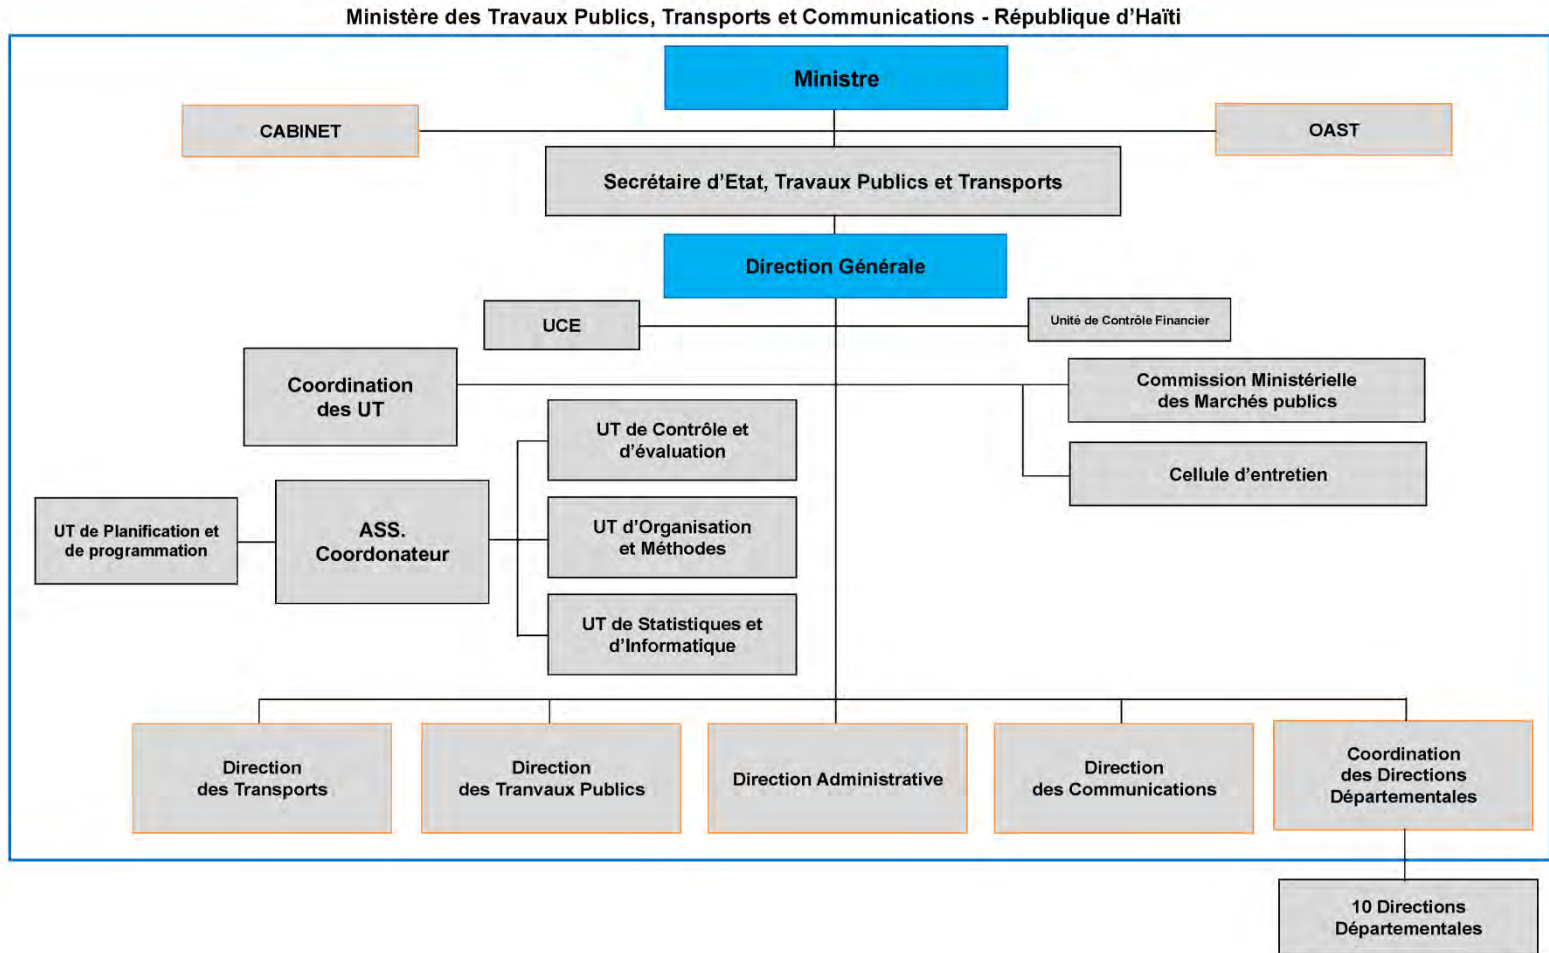 Ministère des Travaux Publics, Transports et Communications - République d'Haïti
Ministre
CABINET
OAST
Secrétaire d'Etat, Travaux Publics et Transports
Direction Générale
UCE
Unité de Contrôle Financier
Coordination
des UT
Commission Ministérielle
des Marchés publics
UT de Contrôle et
d'évaluation
Cellule d'entretien
UT de Planification et
de programmation
ASS.
Coordonateur
UT d'Organisation
et Méthodes
UT de Statistiques et
d'Informatique
Direction
des Transports
Direction
des Tranvaux Publics
Direction Administrative
Direction
des Communications
Coordination
des Directions
Départementales
10 Directions
Départementales